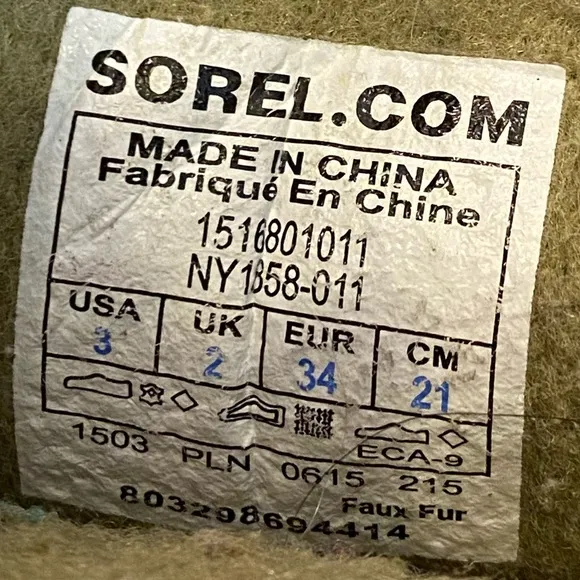 SOREL.COM
MADE IN CHINA
Fabriqué En Chine
1516801011
NY1858-011
USA UK EUR CM
3 2 34 21
ECA-9
1503 PLN 0615 215
Faux Fur
803298694414